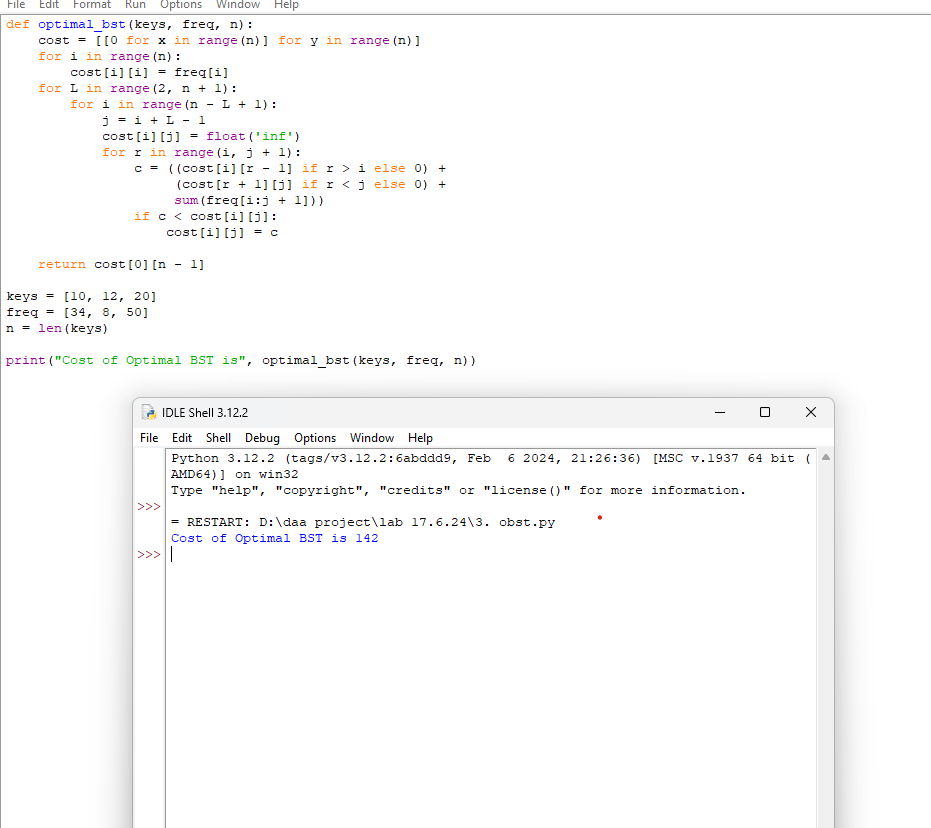 File Edit Format Run Options Window Help
def optimal_bst(keys, freq, n):
    cost = [[0 for x in range(n)] for y in range(n)]
    for i in range(n):
        cost[i][i] = freq[i]
    for L in range(2, n + 1):
        for i in range(n - L + 1):
            j = i + L - 1
            cost[i][j] = float('inf')
            for r in range(i, j + 1):
                c = ((cost[i][r - 1] if r > i else 0) +
                     (cost[r + 1][j] if r < j else 0) +
                     sum(freq[i:j + 1]))
                if c < cost[i][j]:
                    cost[i][j] = c

    return cost[0][n - 1]

keys = [10, 12, 20]
freq = [34, 8, 50]
n = len(keys)

print("Cost of Optimal BST is", optimal_bst(keys, freq, n))
IDLE Shell 3.12.2
File Edit Shell Debug Options Window Help
Python 3.12.2 (tags/v3.12.2:6abddd9, Feb  6 2024, 21:26:36) [MSC v.1937 64 bit (
AMD64)] on win32
Type "help", "copyright", "credits" or "license()" for more information.
>>>
= RESTART: D:\daa project\lab 17.6.24\3. obst.py
Cost of Optimal BST is 142
>>>